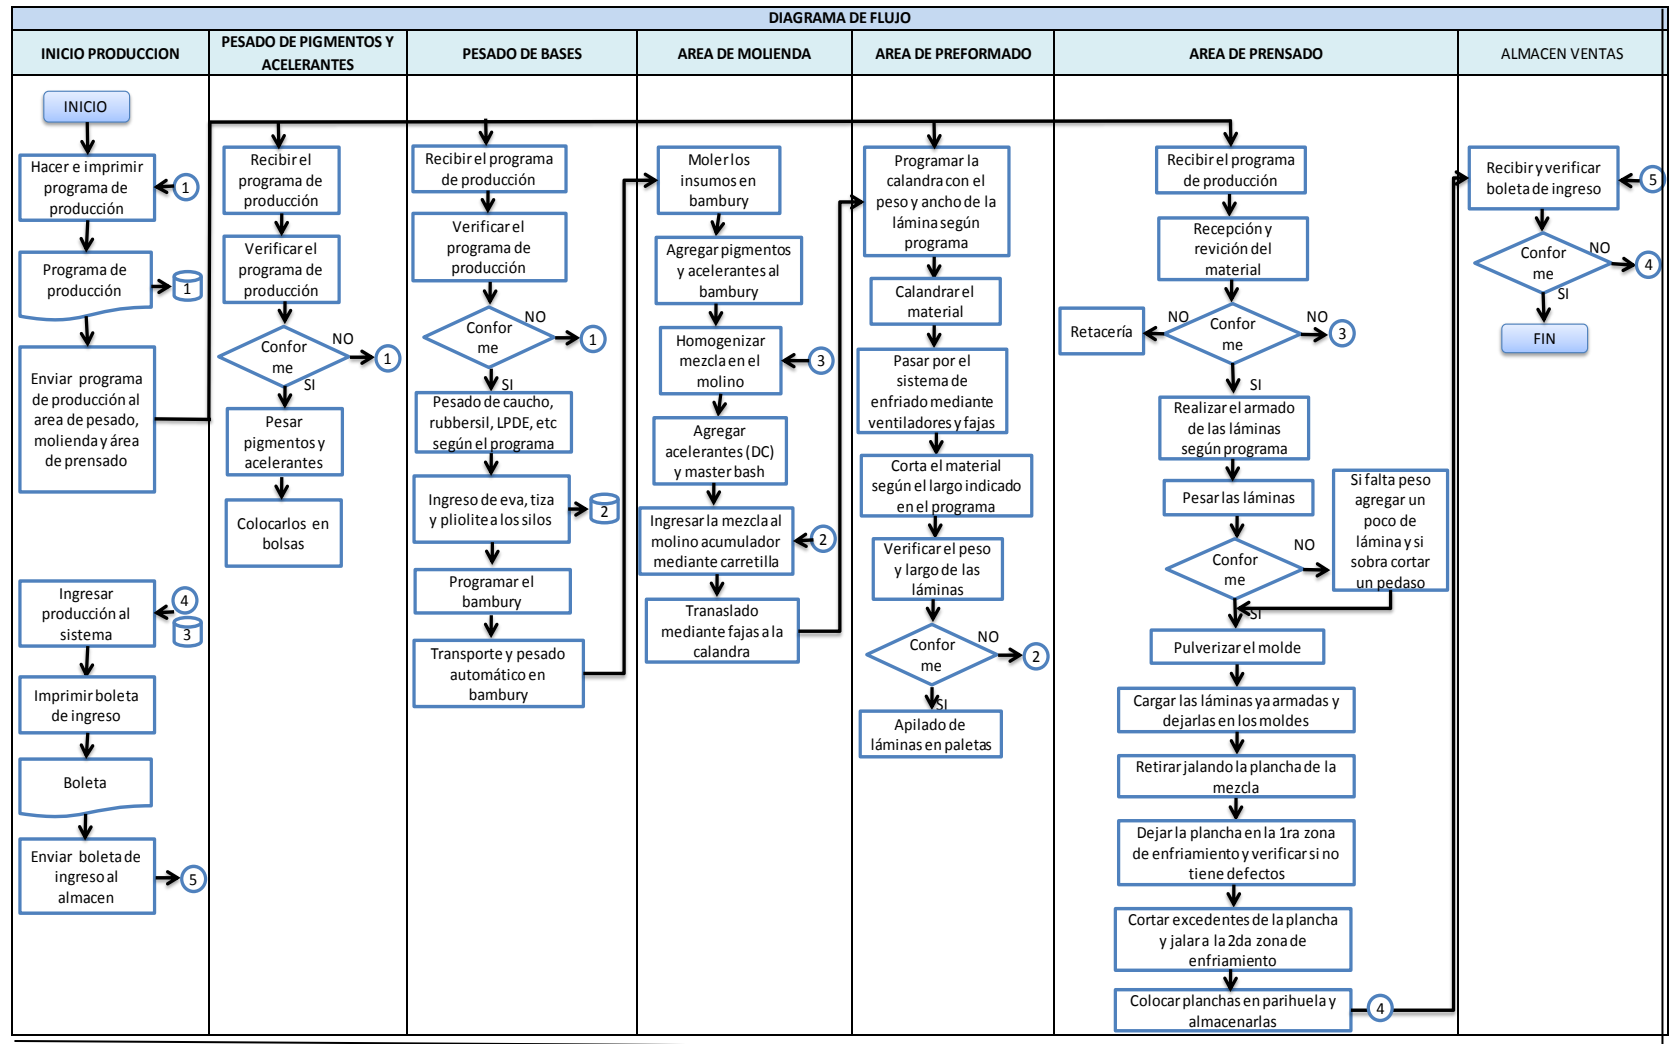 DIAGRAMA DE FLUJO
INICIO PRODUCCION
PESADO DE PIGMENTOS Y
ACELERANTES
PESADO DE BASES
AREA DE MOLIENDA
AREA DE PREFORMADO
AREA DE PRENSADO
ALMACEN VENTAS
INICIO
Hacer e imprimir
programa de
producción
1
Programa de
producción
1
Enviar programa
de producción al
area de pesado,
molienda y área
de prensado
Ingresar
producción al
sistema
4
3
Imprimir boleta
de ingreso
Boleta
Enviar boleta de
ingreso al
almacen
5
Recibir el
programa de
producción
Verificar el
programa de
producción
Confor
me
NO
1
SI
Pesar
pigmentos y
acelerantes
Colocarlos en
bolsas
Recibir el programa
de producción
Verificar el
programa de
producción
Confor
me
NO
1
SI
Pesado de caucho,
rubbersil, LPDE, etc
según el programa
Ingreso de eva, tiza
y pliolite a los silos
2
Programar el
bambury
Transporte y pesado
automático en
bambury
Moler los
insumos en
bambury
Agregar pigmentos
y acelerantes al
bambury
Homogenizar
mezcla en el
molino
3
Agregar
acelerantes (DC)
y master bash
Ingresar la mezcla al
molino acumulador
mediante carretilla
2
Tranaslado
mediante fajas a la
calandra
Programar la
calandra con el
peso y ancho de la
lámina según
programa
Calandrar el
material
Pasar por el
sistema de
enfriado mediante
ventiladores y fajas
Corta el material
según el largo indicado
en el programa
Verificar el peso
y largo de las
láminas
Confor
me
NO
2
SI
Apilado de
láminas en paletas
Recibir el programa
de producción
Recepción y
revición del
material
Confor
me
NO
Retacería
NO
3
SI
Realizar el armado
de las láminas
según programa
Pesar las láminas
Confor
me
NO
Si falta peso
agregar un
poco de
lámina y si
sobra cortar
un pedaso
SI
Pulverizar el molde
Cargar las láminas ya armadas y
dejarlas en los moldes
Retirar jalando la plancha de la
mezcla
Dejar la plancha en la 1ra zona
de enfriamiento y verificar si no
tiene defectos
Cortar excedentes de la plancha
y jalar a la 2da zona de
enfriamiento
Colocar planchas en parihuela y
almacenarlas
4
Recibir y verificar
boleta de ingreso
5
Confor
me
NO
4
SI
FIN